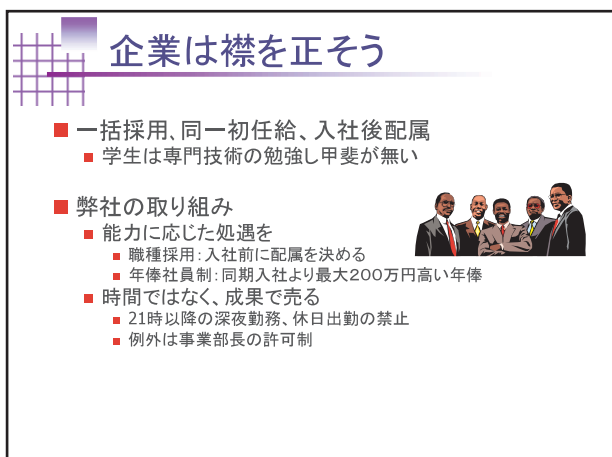 企業は襟を正そう
一括採用、同一初任給、入社後配属
学生は専門技術の勉強し甲斐が無い
弊社の取り組み
能力に応じた処遇を
職種採用：入社前に配属を決める
年俸社員制：同期入社より最大200万円高い年俸
時間ではなく、成果で売る
21時以降の深夜勤務、休日出勤の禁止
例外は事業部長の許可制